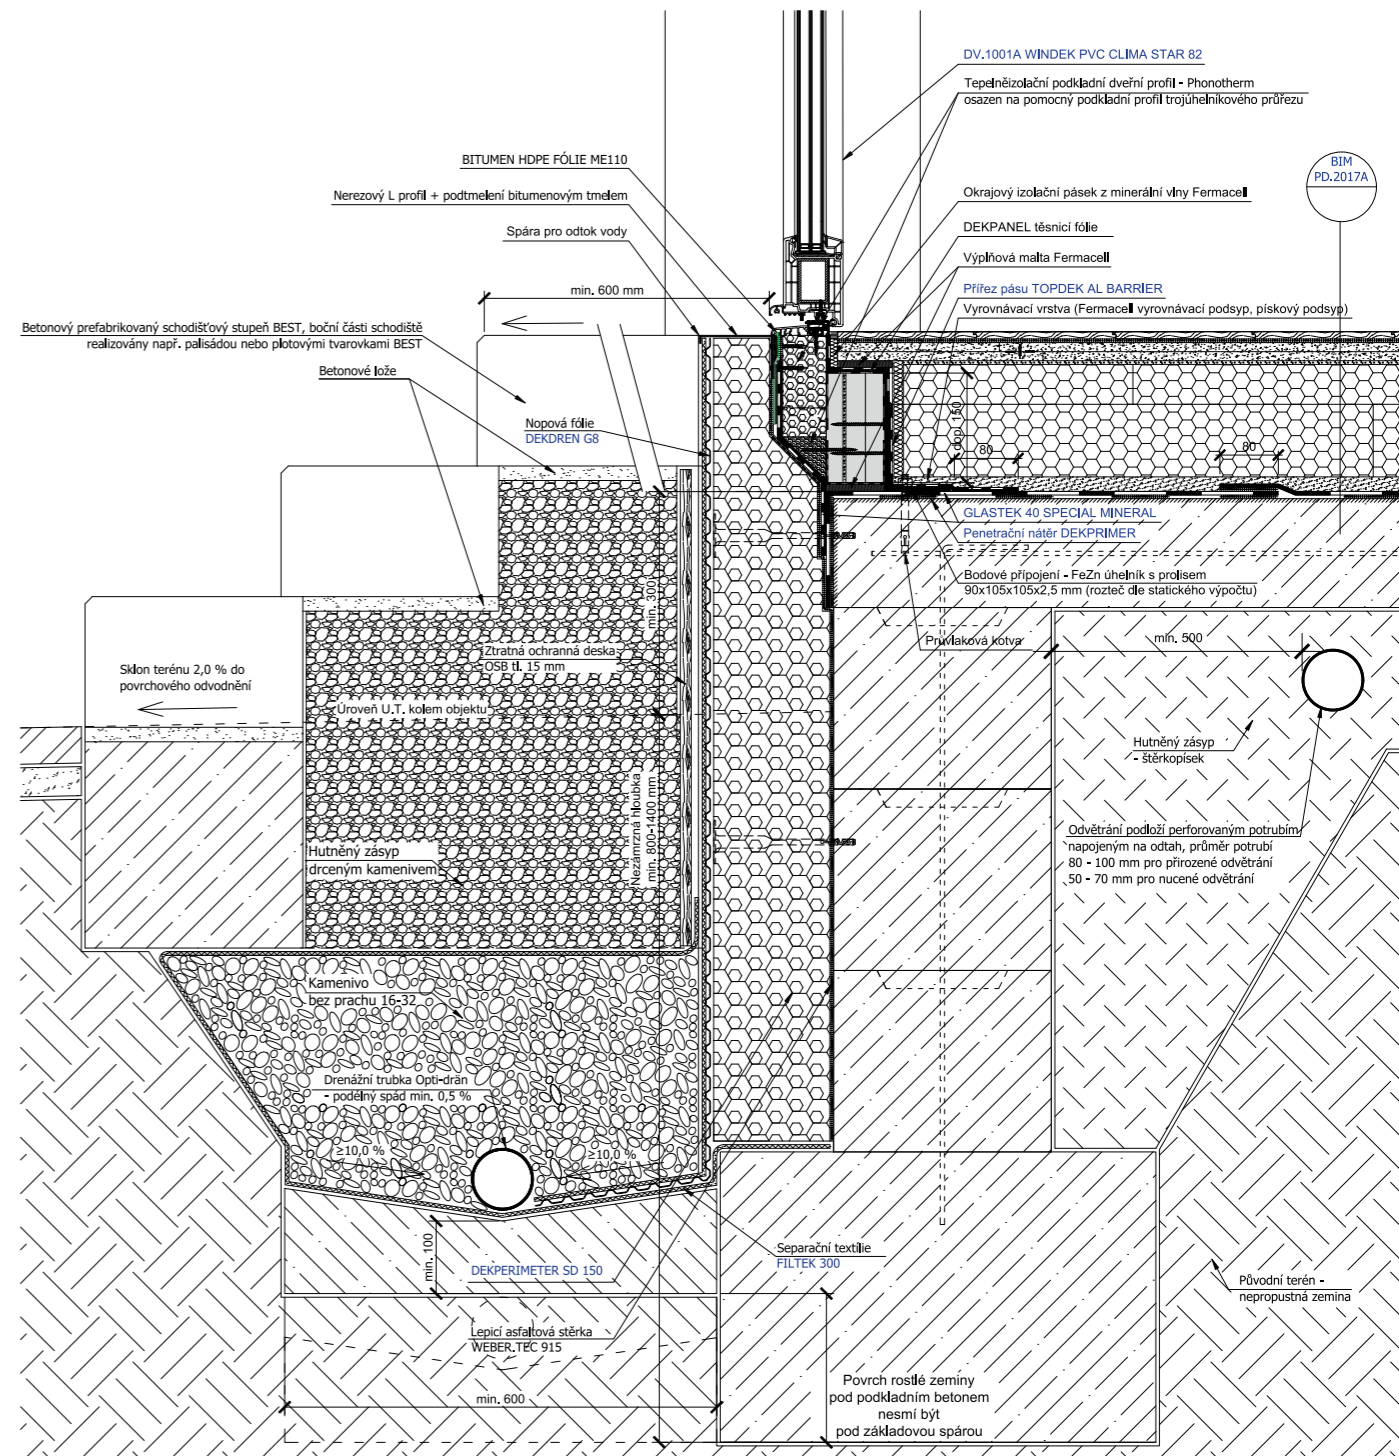 DV.1001A WINDEK PVC CLIMA STAR 82
Tepelněizolační podkladní dveřní profil - Phonotherm
osazen na pomocný podkladní profil trojúhelníkového průřezu
BIM
PD.2017A
BITUMEN HDPE FÓLIE ME110
Nerezový L profil + podtmelení bitumenovým tmelem
Spára pro odtok vody
Okrajový izolační pásek z minerální vlny Fermacell
DEKPANEL těsnicí fólie
Výplňová malta Fermacell
Přířez pásu TOPDEK AL BARRIER
Vyrovnávací vrstva (Fermacell vyrovnávací podsyp, pískový podsyp)
min. 600 mm
Betonový prefabrikovaný schodišťový stupeň BEST, boční části schodiště
realizovány např. palisádou nebo plotovými tvarovkami BEST
Betonové lože
Nopová fólie
DEKDREN G8
dop. 150
80
80
GLASTEK 40 SPECIAL MINERAL
Penetrační nátěr DEKPRIMER
Bodové připojení - FeZn úhelník s prolisem
90x105x105x2,5 mm (rozteč dle statického výpočtu)
Průvlaková kotva
min. 500
min. 300
Ztratná ochranná deska
OSB tl. 15 mm
Sklon terénu 2,0 % do
povrchového odvodnění
Úroveň U.T. kolem objektu
Hutněný zásyp
- štěrkopísek
Nezámrzná hloubka
min. 800-1400 mm
Odvětrání podloží perforovaným potrubím
napojeným na odtah, průměr potrubí
80 - 100 mm pro přirozené odvětrání
50 - 70 mm pro nucené odvětrání
Hutněný zásyp
drceným kamenivem
Kamenivo
bez prachu 16-32
Drenážní trubka Opti-drän
- podélný spád min. 0,5 %
≥10,0 %
≥10,0 %
min. 100
DEKPERIMETER SD 150
Separační textílie
FILTEK 300
Původní terén -
nepropustná zemina
Lepicí asfaltová stěrka
WEBER.TEC 915
min. 600
Povrch rostlé zeminy
pod podkladním betonem
nesmí být
pod základovou spárou